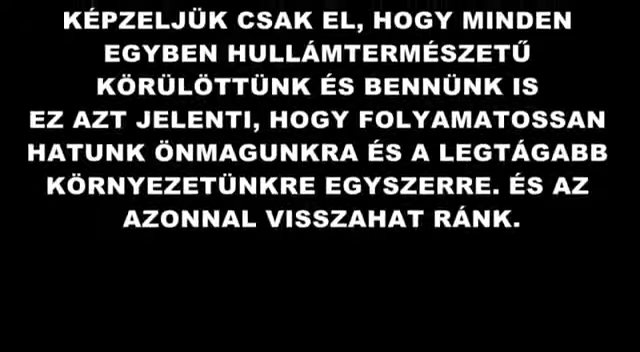 KÉPZELJÜK CSAK EL, HOGY MINDEN
EGYBEN HULLÁMTERMÉSZETŰ
KÖRÜLÖTTÜNK ÉS BENNÜNK IS
EZ AZT JELENTI, HOGY FOLYAMATOSSAN
HATUNK ÖNMAGUNKRA ÉS A LEGTÁGABB
KÖRNYEZETÜNKRE EGYSZERRE. ÉS AZ
AZONNAL VISSZAHAT RÁNK.